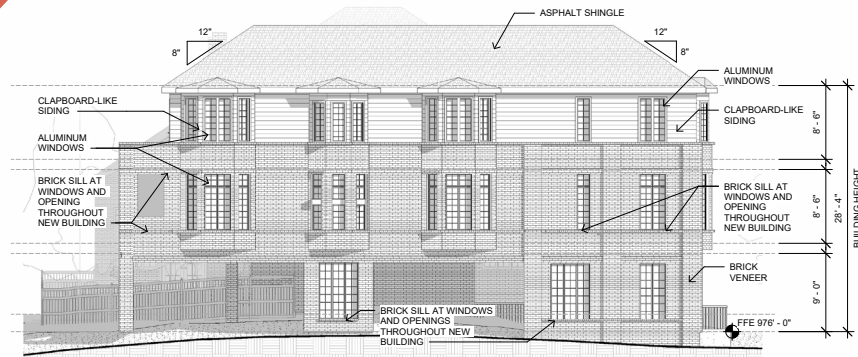 ASPHALT SHINGLE
12"
8"
12"
8"
CLAPBOARD-LIKE
SIDING
ALUMINUM
WINDOWS
BRICK SILL AT
WINDOWS AND
OPENING
THROUGHOUT
NEW BUILDING
ALUMINUM
WINDOWS
CLAPBOARD-LIKE
SIDING
BRICK SILL AT
WINDOWS AND
OPENING
THROUGHOUT
NEW BUILDING
BRICK
VENEER
BRICK SILL AT WINDOWS
AND OPENINGS
THROUGHOUT NEW
BUILDING
FFE 976' - 0"
8' - 6"
8' - 6"
9' - 0"
28' - 4"
BUILDING HEIGHT